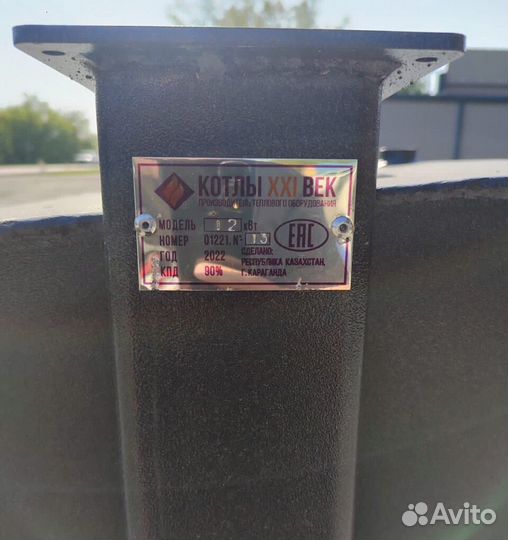 КОТЛЫ XXI ВЕК
ПРОИЗВОДИТЕЛЬ ТЕПЛОВОГО ОБОРУДОВАНИЯ
МОДЕЛЬ 12 кВт
НОМЕР 01221.№ 13
ГОД 2022 СДЕЛАНО:
РЕСПУБЛИКА КАЗАХСТАН,
КПД 90% Г. КАРАГАНДА
ЕАС
Avito